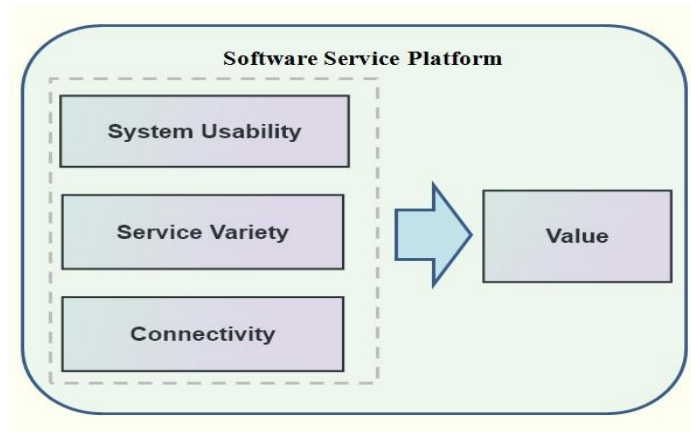 Software Service Platform
System Usability
Service Variety
Value
Connectivity